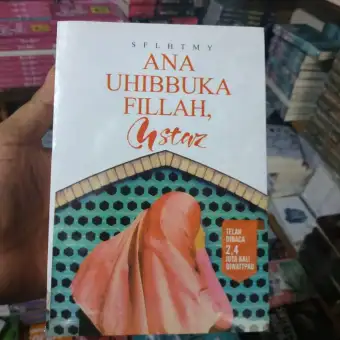 SFLHTMY
ANA
UHIBBUKA
FILLAH,
Ustaz
TELAH
DIBACA
2,4
JUTA KALI
DIWATTPAD